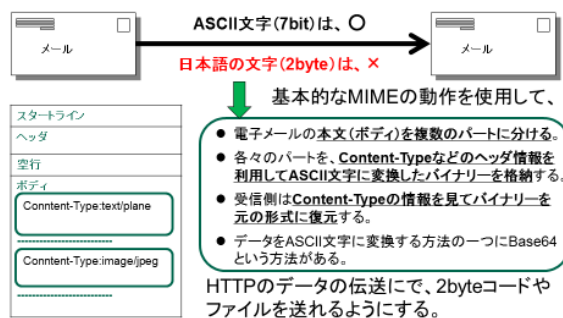 メール
ASCII文字(7bit)は、○
日本語の文字(2byte)は、×
メール
基本的なMIMEの動作を使用して、
スタートライン
ヘッダ
空行
ボディ
Conntent-Type:text/plane
Conntent-Type:image/jpeg
● 電子メールの本文(ボディ)を複数のパートに分ける。
● 各々のパートを、Content-Typeなどのヘッダ情報を
利用してASCII文字に変換したバイナリーを格納する。
● 受信側はContent-Typeの情報を見てバイナリーを
元の形式に復元する。
● データをASCII文字に変換する方法の一つにBase64
という方法がある。
HTTPのデータの伝送にで、2byteコードや
ファイルを送れるようにする。